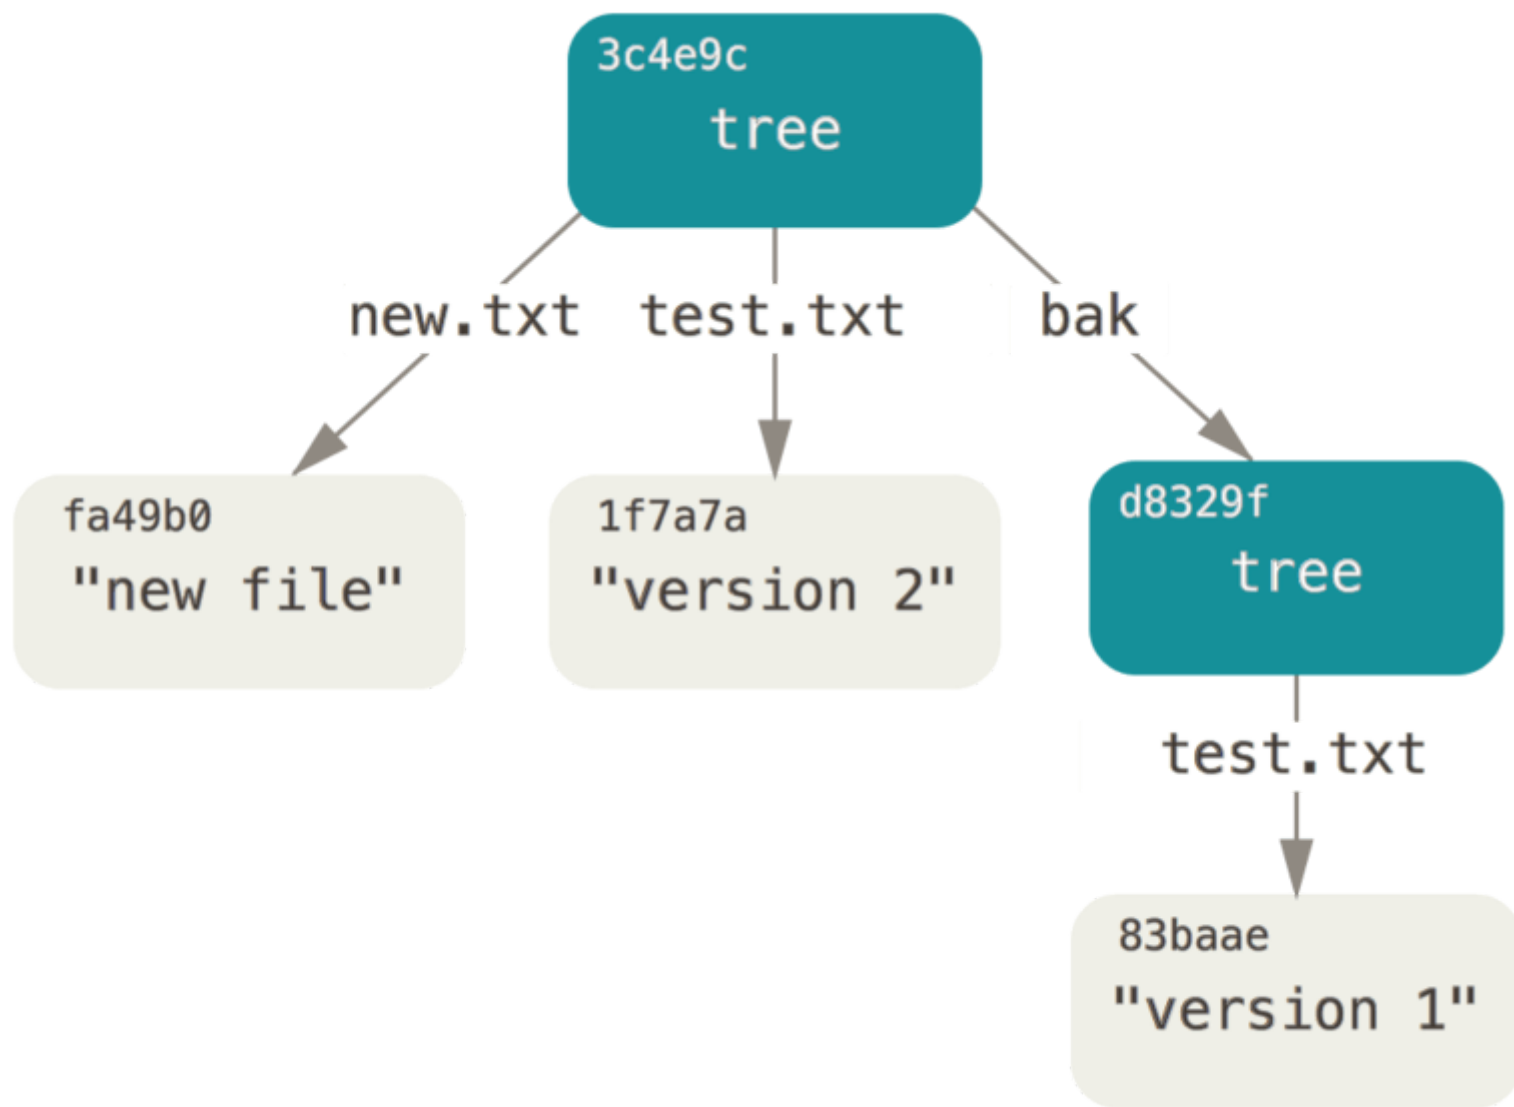 3c4e9c
tree
new.txt
test.txt
bak
fa49b0
"new file"
1f7a7a
"version 2"
d8329f
tree
test.txt
83baae
"version 1"